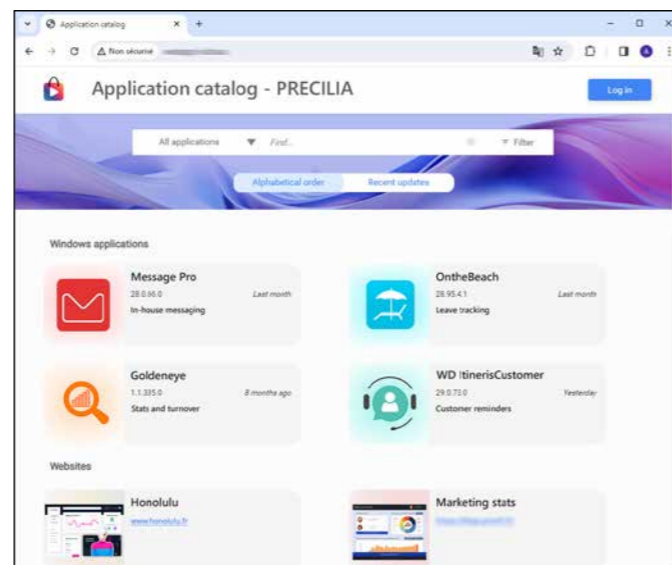 Application catalog
Non sécurisé
Application catalog - PRECILIA
Log in
All applications
Find...
Filter
Alphabetical order
Recent updates
Windows applications
Message Pro
28.0.66.0
Last month
In-house messaging
OntheBeach
28.95.4.1
Last month
Leave tracking
Goldeneye
1.1.335.0
8 months ago
Stats and turnover
WD ItinerisCustomer
29.0.73.0
Yesterday
Customer reminders
Websites
Honolulu
www.honolulu.fr
Marketing stats